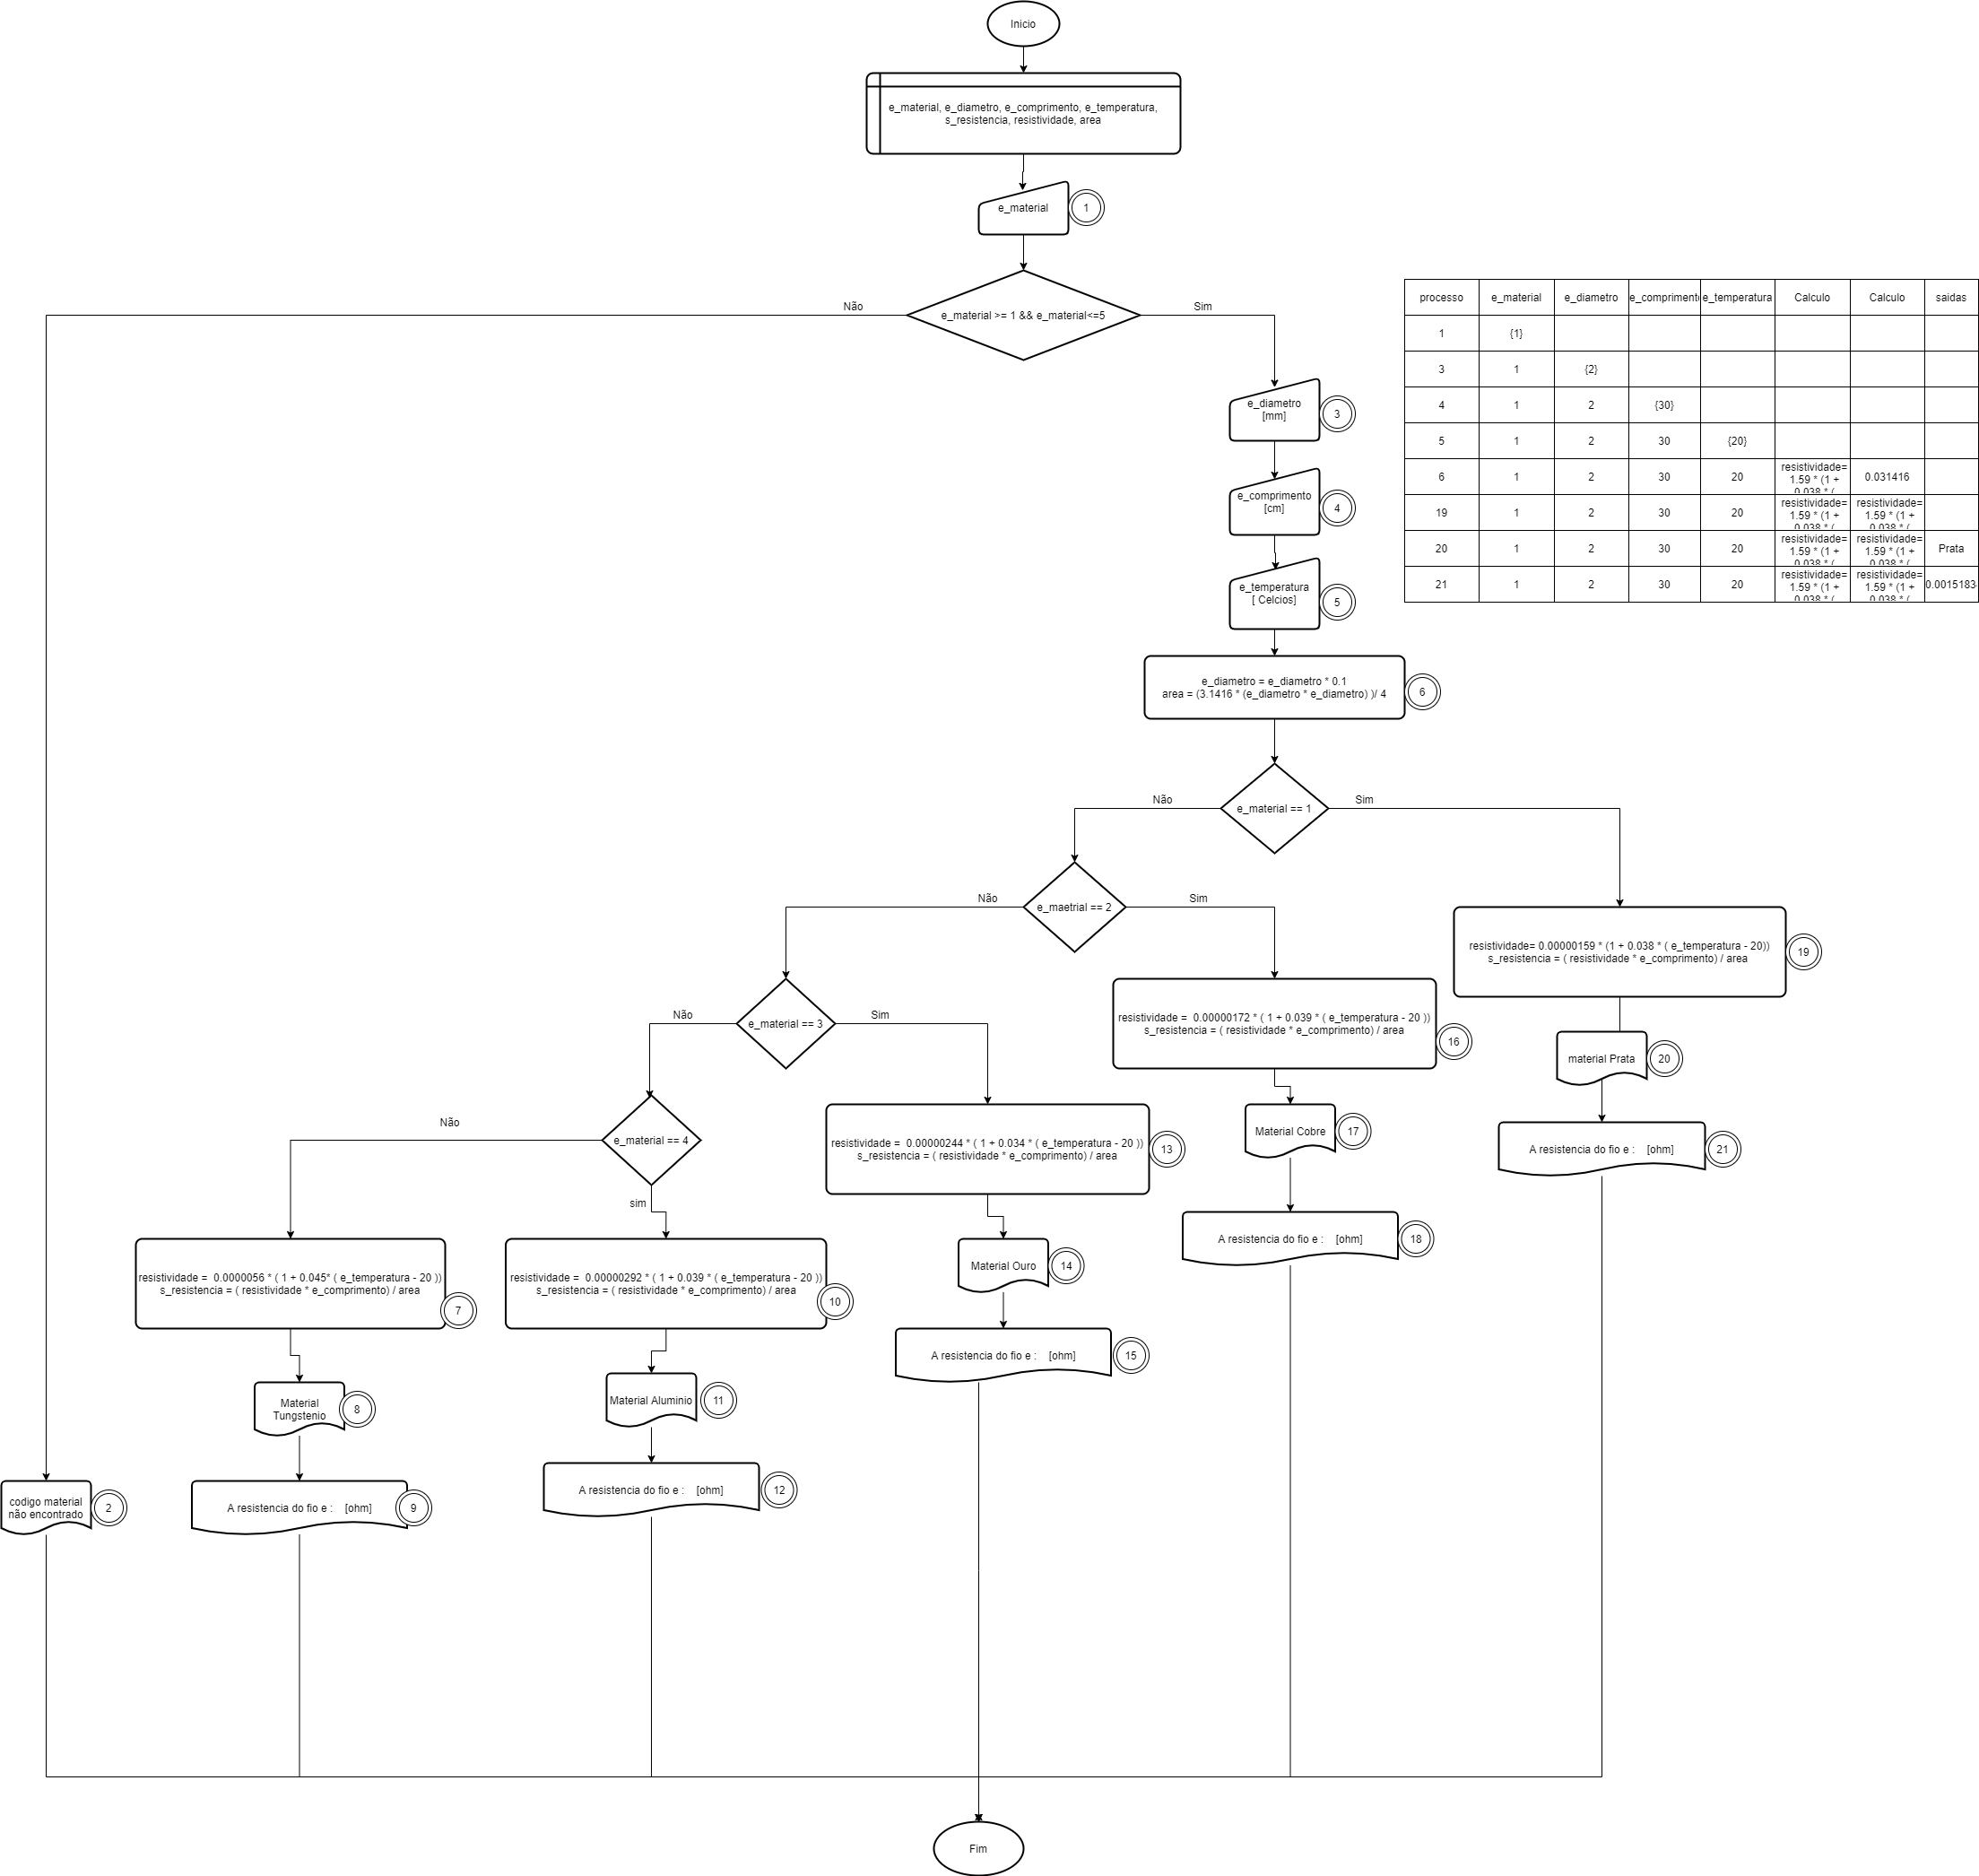 Inicio
e_material, e_diametro, e_comprimento, e_temperatura,
s_resistencia, resistividade, area
e_material
1
e_material >= 1 && e_material<=5
Não
Sim
processo e_material e_diametro e_compriment e_temperatura Calculo Calculo saidas
1 {1}
3 1 {2}
4 1 2 {30}
5 1 2 30 {20}
6 1 2 30 20 resistividade= 1.59 * (1 + 0.038 * ( 0.031416
19 1 2 30 20 resistividade= 1.59 * (1 + 0.038 * ( resistividade= 1.59 * (1 + 0.038 * (
20 1 2 30 20 resistividade= 1.59 * (1 + 0.038 * ( resistividade= 1.59 * (1 + 0.038 * ( Prata
21 1 2 30 20 resistividade= 1.59 * (1 + 0.038 * ( resistividade= 1.59 * (1 + 0.038 * ( 0.0015183
e_diametro
[mm]
3
e_comprimento
[cm]
4
e_temperatura
[ Celcios]
5
e_diametro = e_diametro * 0.1
area = (3.1416 * (e_diametro * e_diametro) )/ 4
6
e_material == 1
Não
Sim
e_maetrial == 2
Não
Sim
resistividade= 0.00000159 * (1 + 0.038 * ( e_temperatura - 20))
s_resistencia = ( resistividade * e_comprimento) / area
19
e_material == 3
Não
Sim
resistividade =  0.00000172 * ( 1 + 0.039 * ( e_temperatura - 20 ))
s_resistencia = ( resistividade * e_comprimento) / area
16
material Prata
20
e_material == 4
Não
sim
resistividade =  0.00000244 * ( 1 + 0.034 * ( e_temperatura - 20 ))
s_resistencia = ( resistividade * e_comprimento) / area
13
Material Cobre
17
A resistencia do fio e :    [ohm]
21
resistividade =  0.0000056 * ( 1 + 0.045* ( e_temperatura - 20 ))
s_resistencia = ( resistividade * e_comprimento) / area
7
resistividade =  0.00000292 * ( 1 + 0.039 * ( e_temperatura - 20 ))
s_resistencia = ( resistividade * e_comprimento) / area
10
Material Ouro
14
A resistencia do fio e :    [ohm]
18
A resistencia do fio e :    [ohm]
15
Material
Tungstenio
8
Material Aluminio
11
codigo material
não encontrado
2
A resistencia do fio e :    [ohm]
9
A resistencia do fio e :    [ohm]
12
Fim